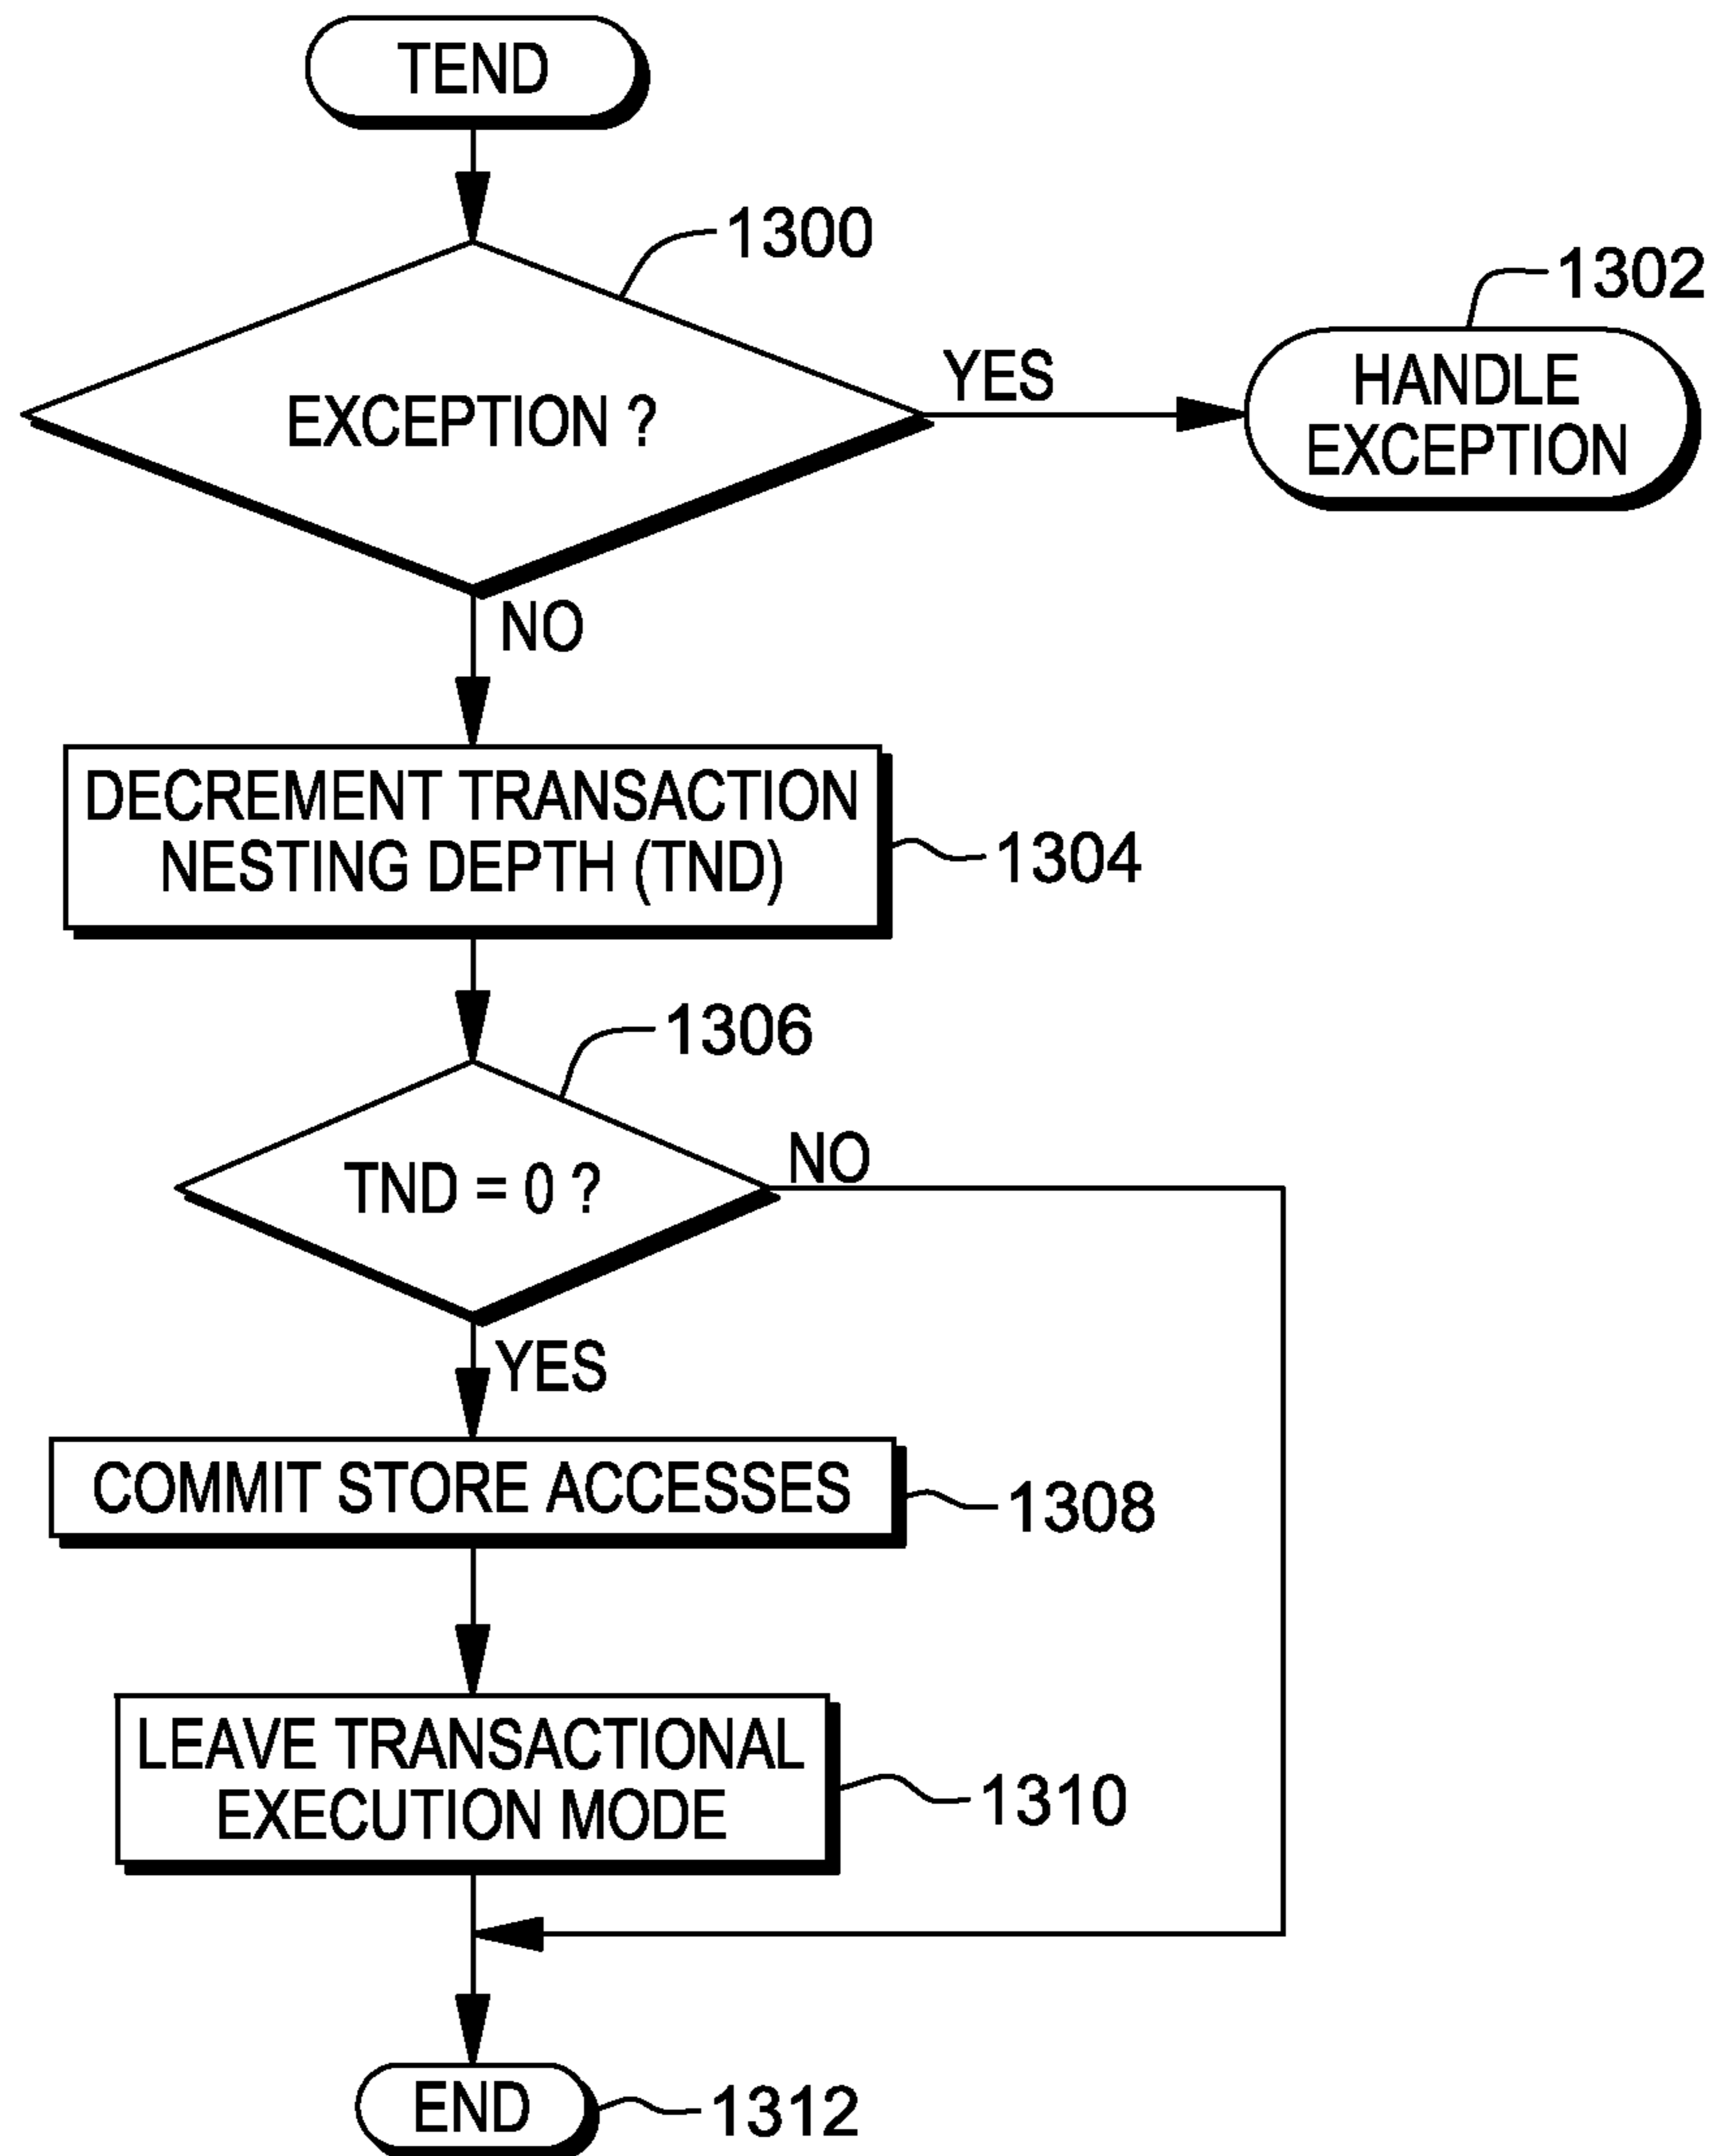 TEND
1300
EXCEPTION ?
YES
1302
HANDLE
EXCEPTION
NO
DECREMENT TRANSACTION
NESTING DEPTH (TND)
1304
1306
TND = 0 ?
NO
YES
COMMIT STORE ACCESSES
1308
LEAVE TRANSACTIONAL
EXECUTION MODE
1310
END
1312